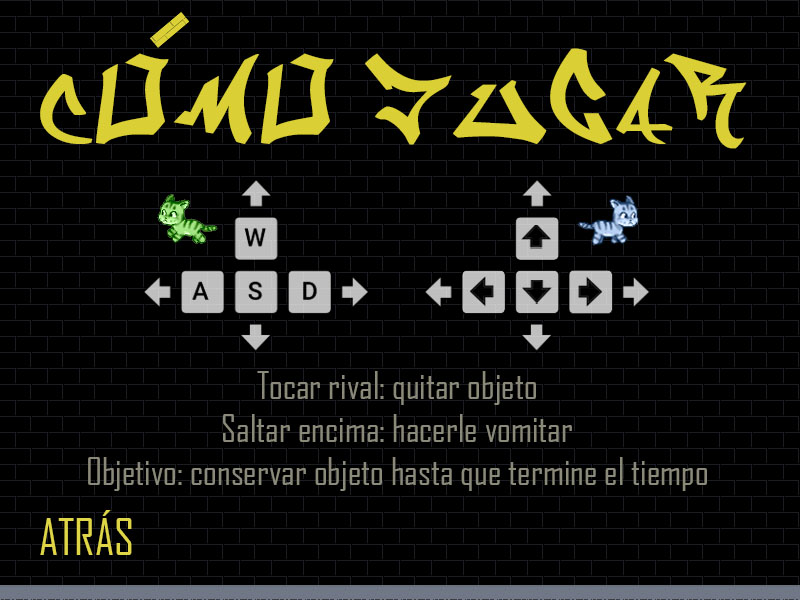 CÓMO JUGAR
W
A S D
Tocar rival: quitar objeto
Saltar encima: hacerle vomitar
Objetivo: conservar objeto hasta que termine el tiempo
ATRÁS